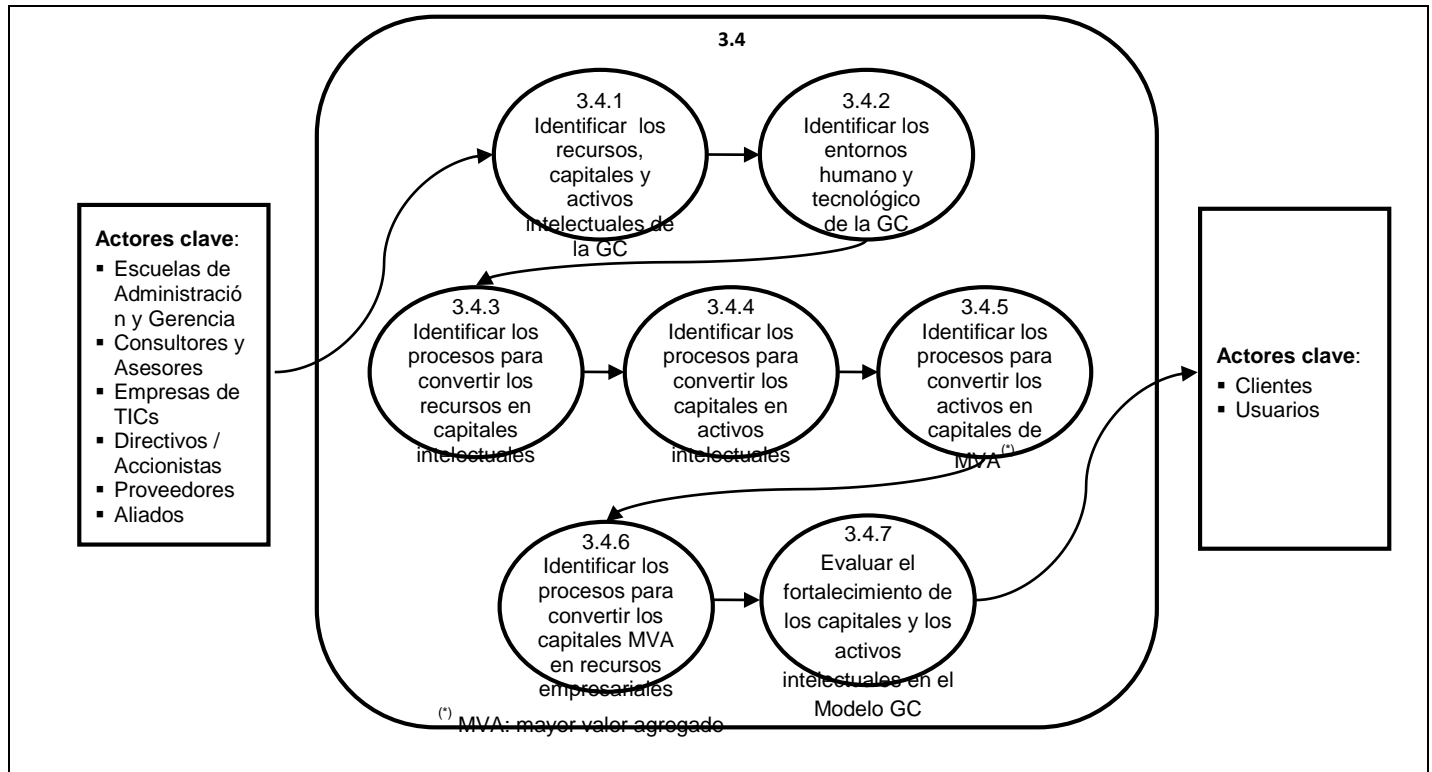 3.4
3.4.1
Identificar los
recursos,
capitales y
activos
intelectuales de
la GC
3.4.2
Identificar los
entornos
humano y
tecnológico
de la GC
Actores clave:
▪ Escuelas de
Administració
n y Gerencia
▪ Consultores y
Asesores
▪ Empresas de
TICs
▪ Directivos /
Accionistas
▪ Proveedores
▪ Aliados
3.4.3
Identificar los
procesos para
convertir los
recursos en
capitales
intelectuales
3.4.4
Identificar los
procesos para
convertir los
capitales en
activos
intelectuales
3.4.5
Identificar los
procesos para
convertir los
activos en
capitales de
MVA(*)
Actores clave:
▪ Clientes
▪ Usuarios
3.4.6
Identificar los
procesos para
convertir los
capitales MVA
en recursos
empresariales
3.4.7
Evaluar el
fortalecimiento de
los capitales y los
activos
intelectuales en el
Modelo GC
(*) MVA: mayor valor agregado